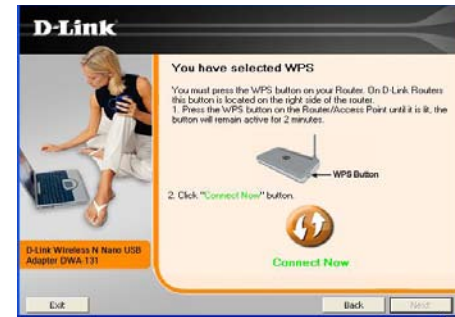 D-Link
You have selected WPS
You must press the WPS button on your Router. On D-Link Routers
this button is located on the right side of the router.
1. Press the WPS button on the Router/Access Point until it is lit, the
button will remain active for 2 minutes.
WPS Button
2. Click "Connect Now" button.
D-Link Wireless N Nano USB
Adapter DWA-131
Connect Now
Exit
Back
Next